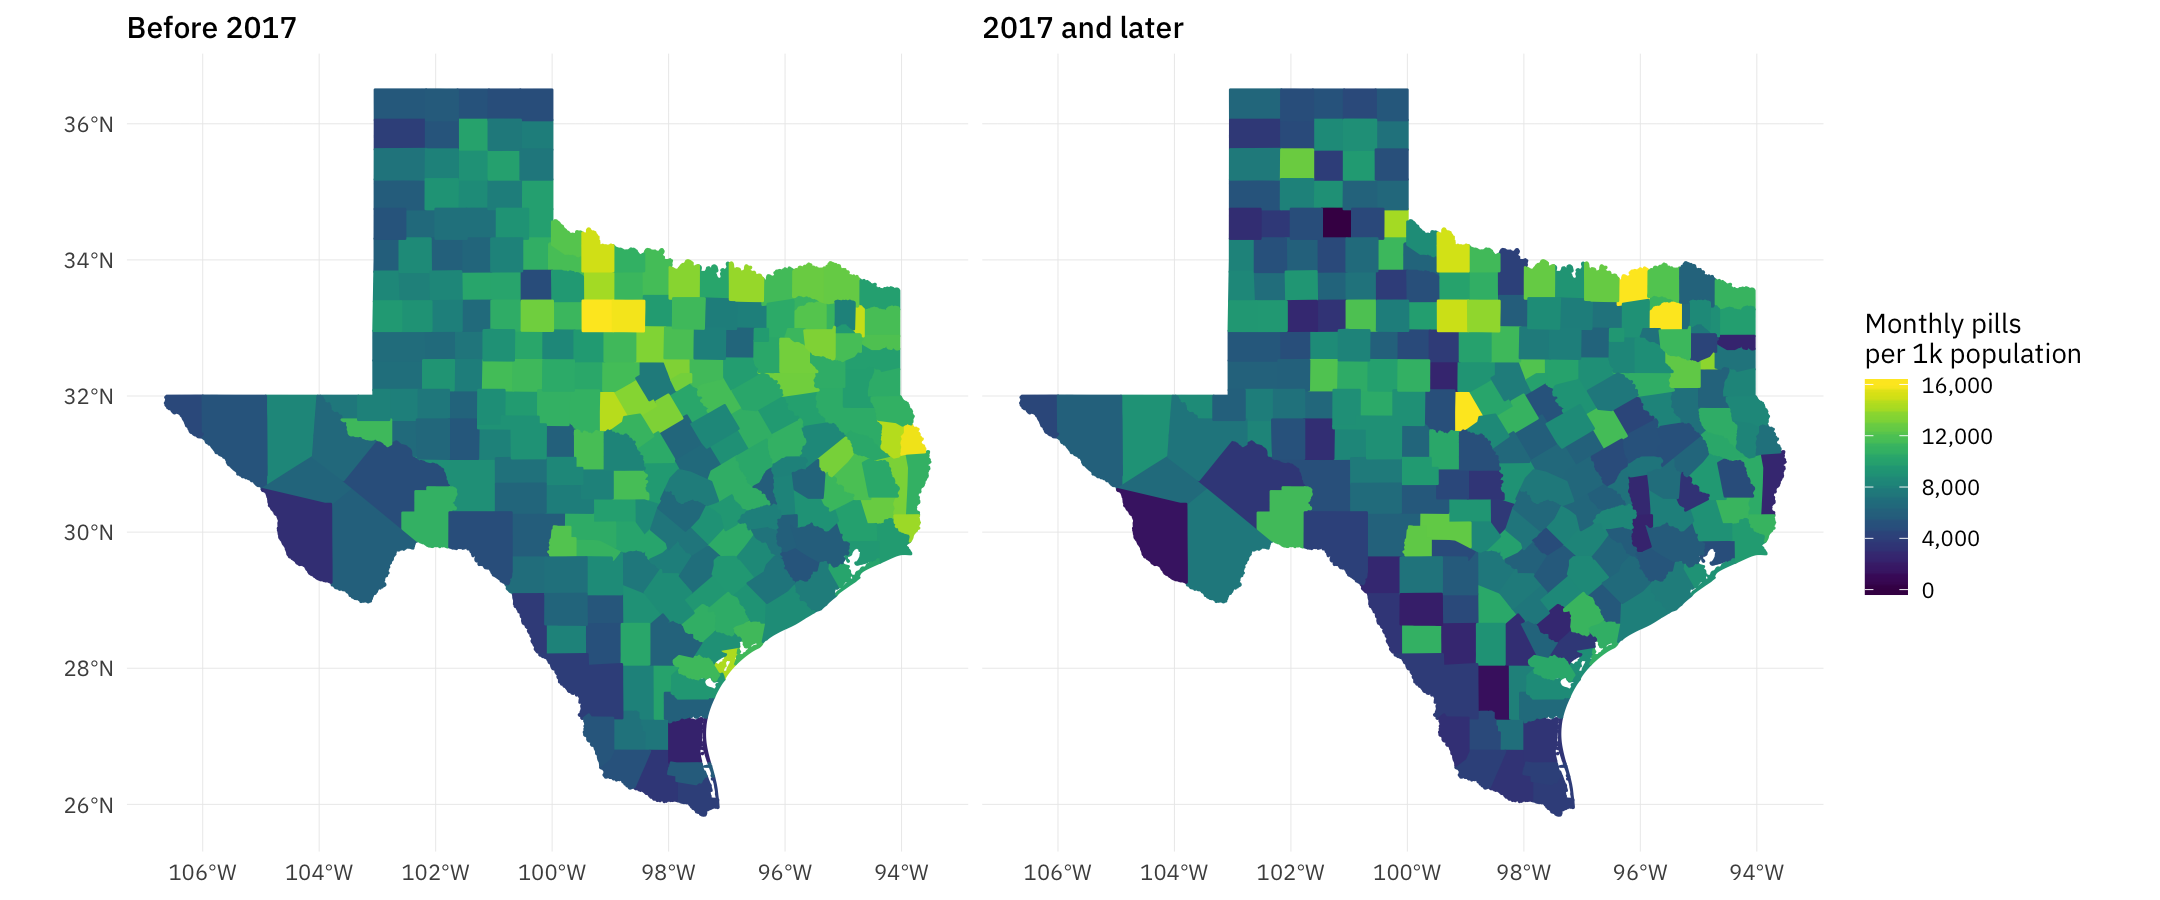 Before 2017
2017 and later
36°N
34°N
32°N
30°N
28°N
26°N
106°W 104°W 102°W 100°W 98°W 96°W 94°W
106°W 104°W 102°W 100°W 98°W 96°W 94°W
Monthly pills
per 1k population
16,000
12,000
8,000
4,000
0